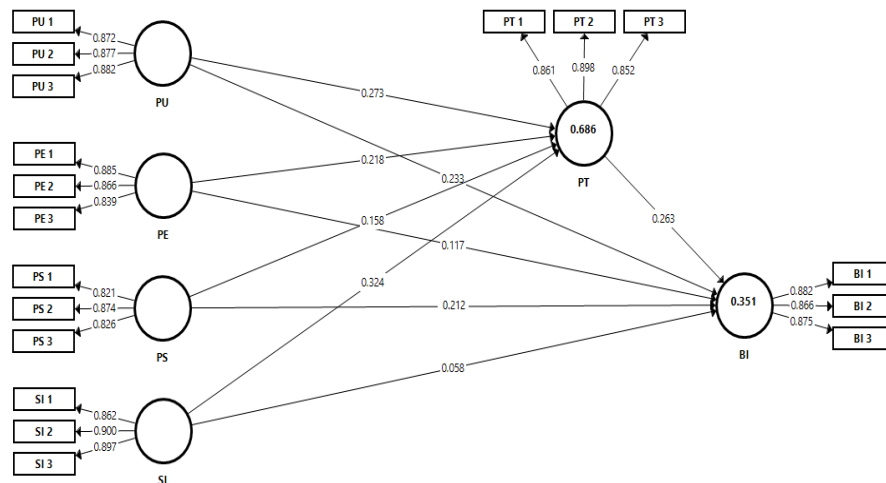 PT 1
PT 2
PT 3
PU 1
0.872
PU 2
0.877
PU 3
0.882
PU
0.861
0.898
0.852
0.273
0.686
PT
PE 1
0.885
PE 2
0.866
PE 3
0.839
PE
0.218
0.233
0.158
0.117
0.263
PS 1
0.821
PS 2
0.874
PS 3
0.826
PS
0.324
0.212
0.351
BI
0.882
BI 1
0.866
BI 2
0.875
BI 3
0.058
SI 1
0.862
SI 2
0.900
SI 3
0.897
SI